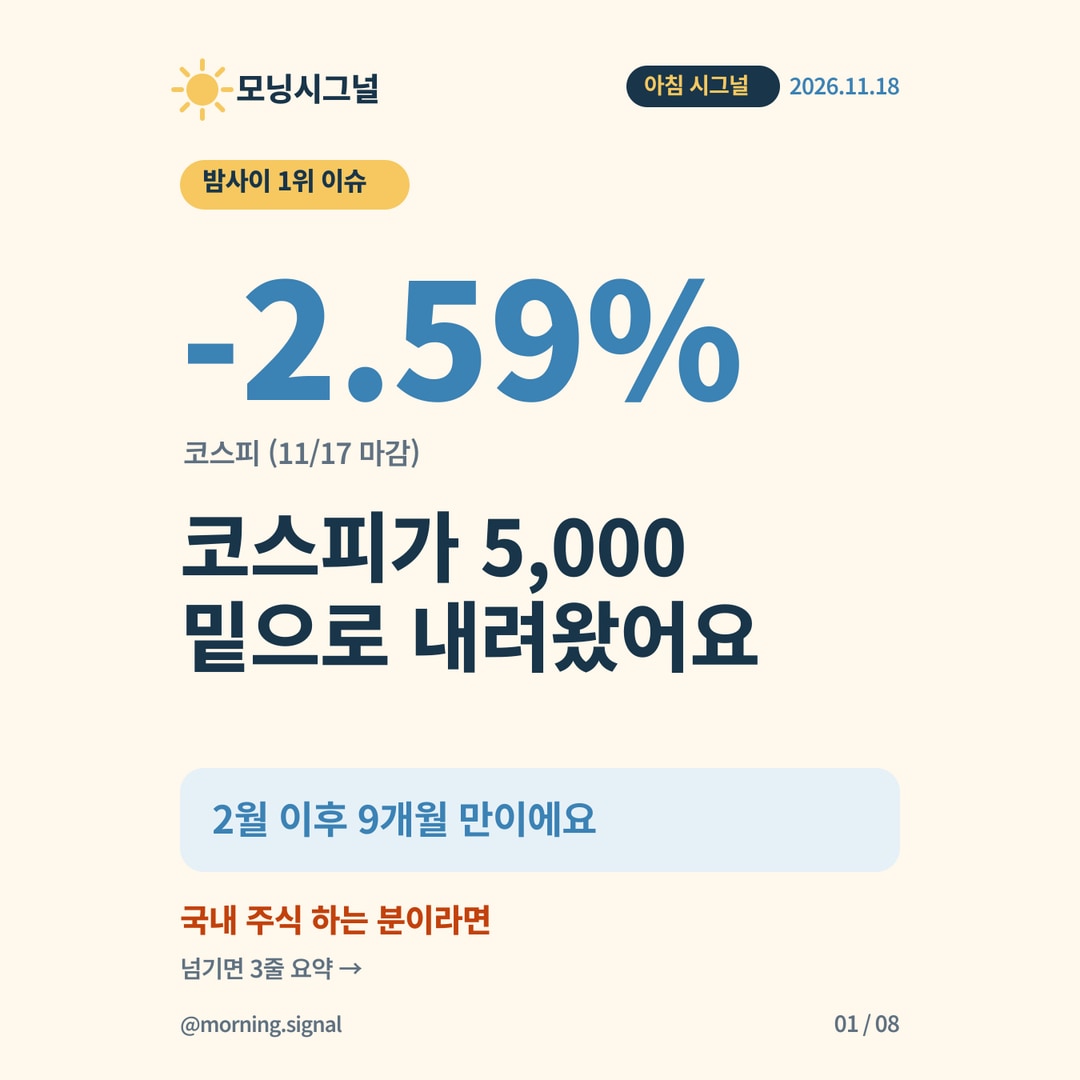 모닝시그널
아침 시그널 2026.11.18
밤사이 1위 이슈
-2.59%
코스피 (11/17 마감)
코스피가 5,000
밑으로 내려왔어요
2월 이후 9개월 만이에요
국내 주식 하는 분이라면
넘기면 3줄 요약 →
@morning.signal
01 / 08